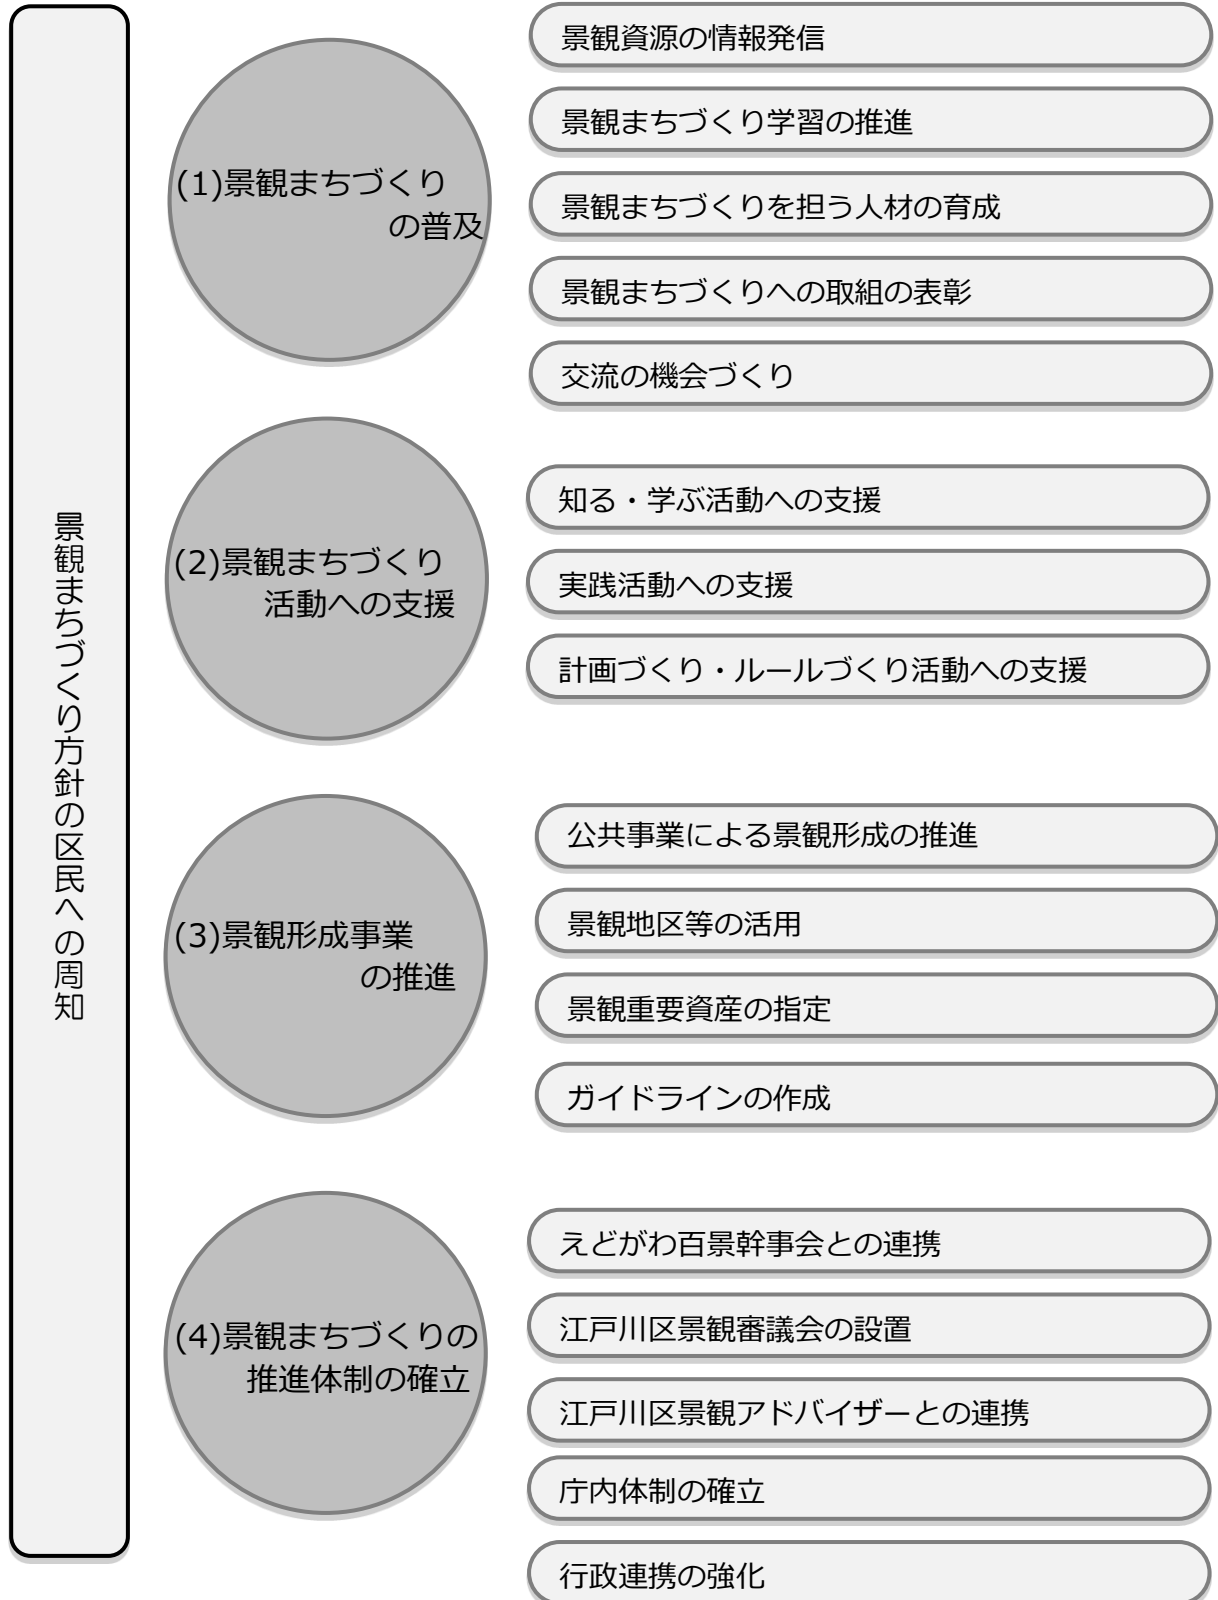 景観まちづくり方針の区民への周知
(1)景観まちづくり
の普及
景観資源の情報発信
景観まちづくり学習の推進
景観まちづくりを担う人材の育成
景観まちづくりへの取組の表彰
交流の機会づくり
(2)景観まちづくり
活動への支援
知る・学ぶ活動への支援
実践活動への支援
計画づくり・ルールづくり活動への支援
(3)景観形成事業
の推進
公共事業による景観形成の推進
景観地区等の活用
景観重要資産の指定
ガイドラインの作成
(4)景観まちづくりの
推進体制の確立
えどがわ百景幹事会との連携
江戸川区景観審議会の設置
江戸川区景観アドバイザーとの連携
庁内体制の確立
行政連携の強化